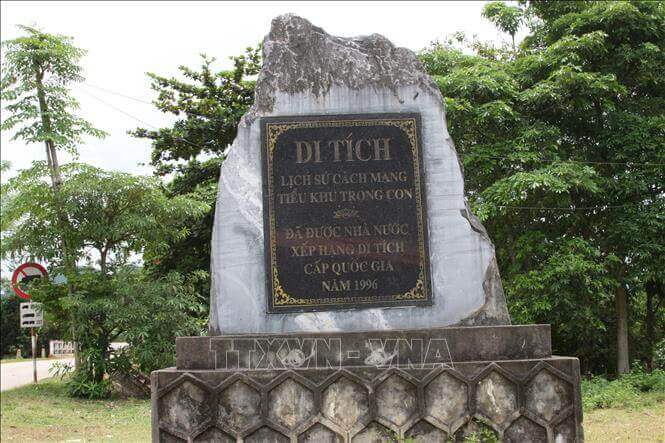 DI TÍCH
LỊCH SỬ CÁCH MẠNG
TIỂU KHU TRỌNG CON
ĐÃ ĐƯỢC NHÀ NƯỚC
XẾP HẠNG DI TÍCH
CẤP QUỐC GIA
NĂM 1996
TTXVN-VNA